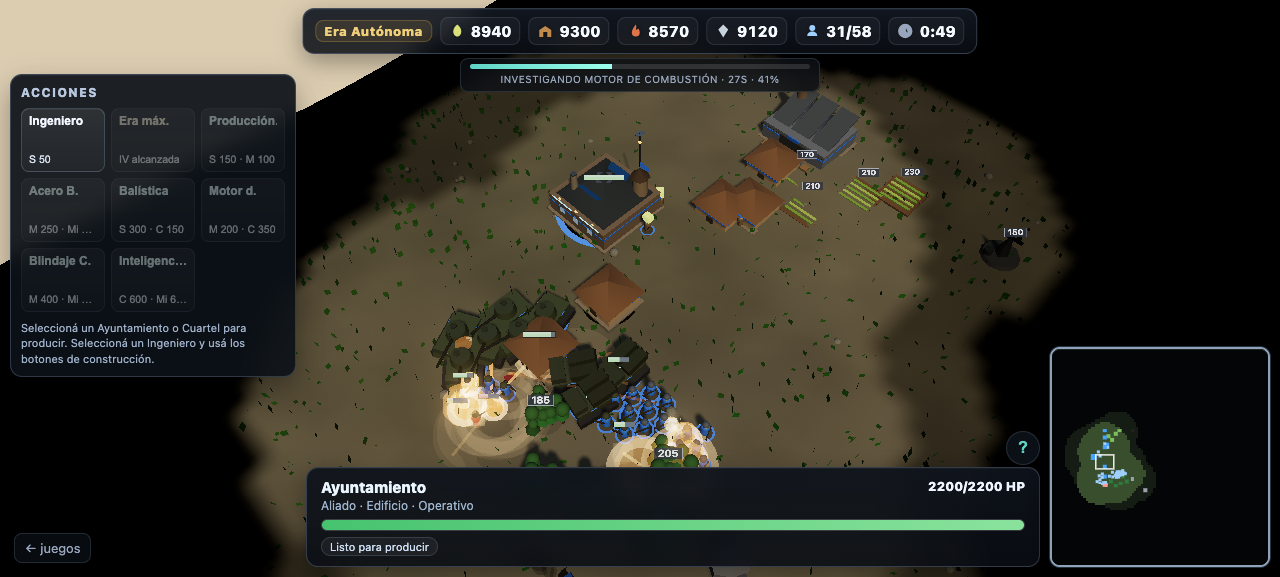 Era Autónoma 8940 9300 8570 9120 31/58 0:49
INVESTIGANDO MOTOR DE COMBUSTIÓN · 27S · 41%
ACCIONES
Ingeniero
S 50
Era máx.
IV alcanzada
Producción.
S 150 · M 100
Acero B.
M 250 · Mi ...
Balística
S 300 · C 150
Motor d.
M 200 · C 350
Blindaje C.
M 400 · Mi ...
Inteligenc...
C 600 · Mi 6...
Seleccioná un Ayuntamiento o Cuartel para
producir. Seleccioná un Ingeniero y usá los
botones de construcción.
170
210
210
230
150
185
205
?
Ayuntamiento
2200/2200 HP
Aliado · Edificio · Operativo
Listo para producir
← juegos